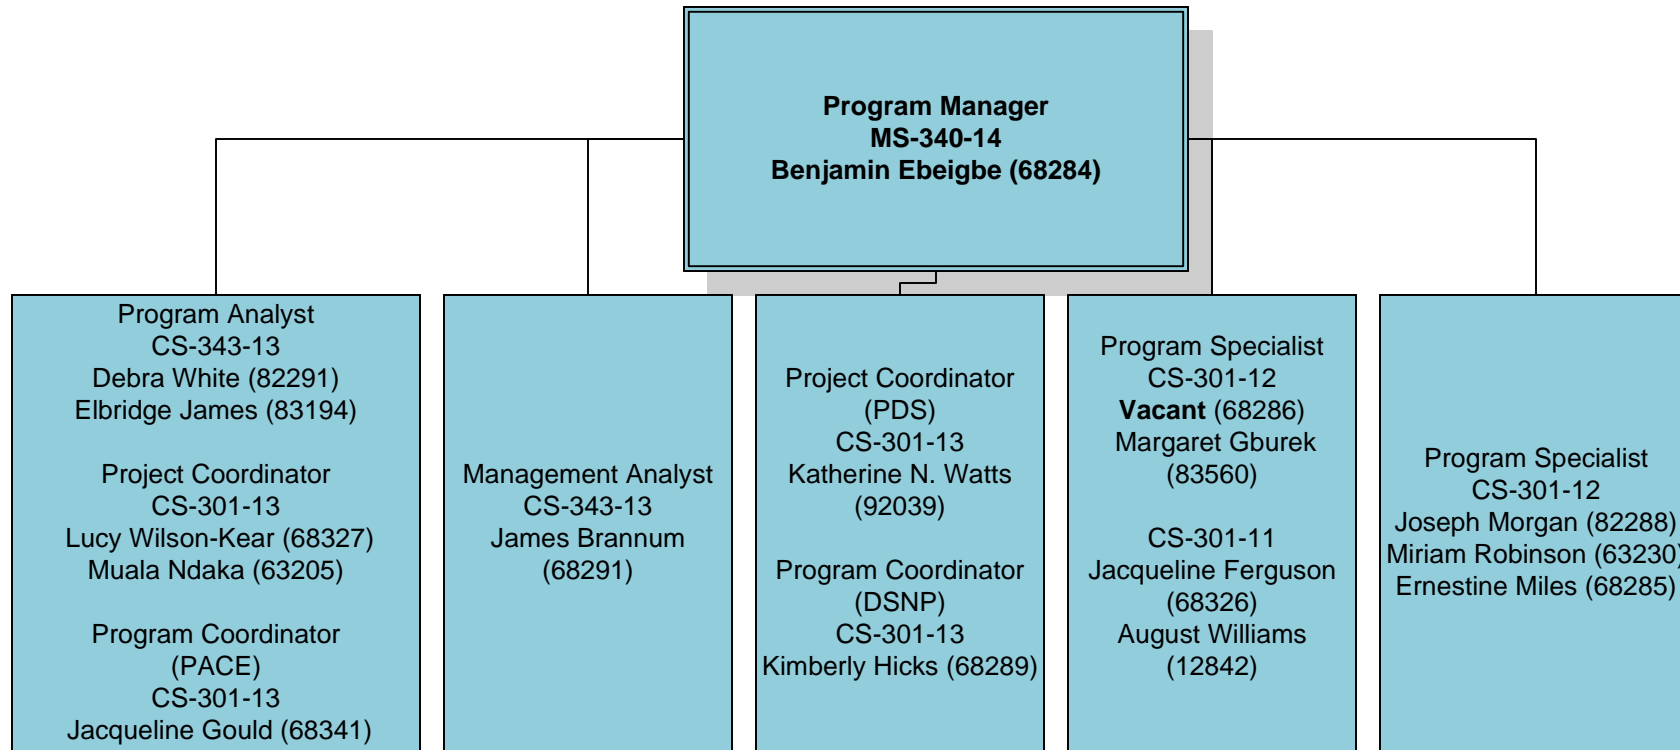 Program Manager
MS-340-14
Benjamin Ebeigbe (68284)
Program Analyst
CS-343-13
Debra White (82291)
Elbridge James (83194)
Project Coordinator
CS-301-13
Lucy Wilson-Kear (68327)
Muala Ndaka (63205)
Program Coordinator
(PACE)
CS-301-13
Jacqueline Gould (68341)
Management Analyst
CS-343-13
James Brannum
(68291)
Project Coordinator
(PDS)
CS-301-13
Katherine N. Watts
(92039)
Program Coordinator
(DSNP)
CS-301-13
Kimberly Hicks (68289)
Program Specialist
CS-301-12
Vacant (68286)
Margaret Gburek
(83560)
CS-301-11
Jacqueline Ferguson
(68326)
August Williams
(12842)
Program Specialist
CS-301-12
Joseph Morgan (82288)
Miriam Robinson (63230)
Ernestine Miles (68285)